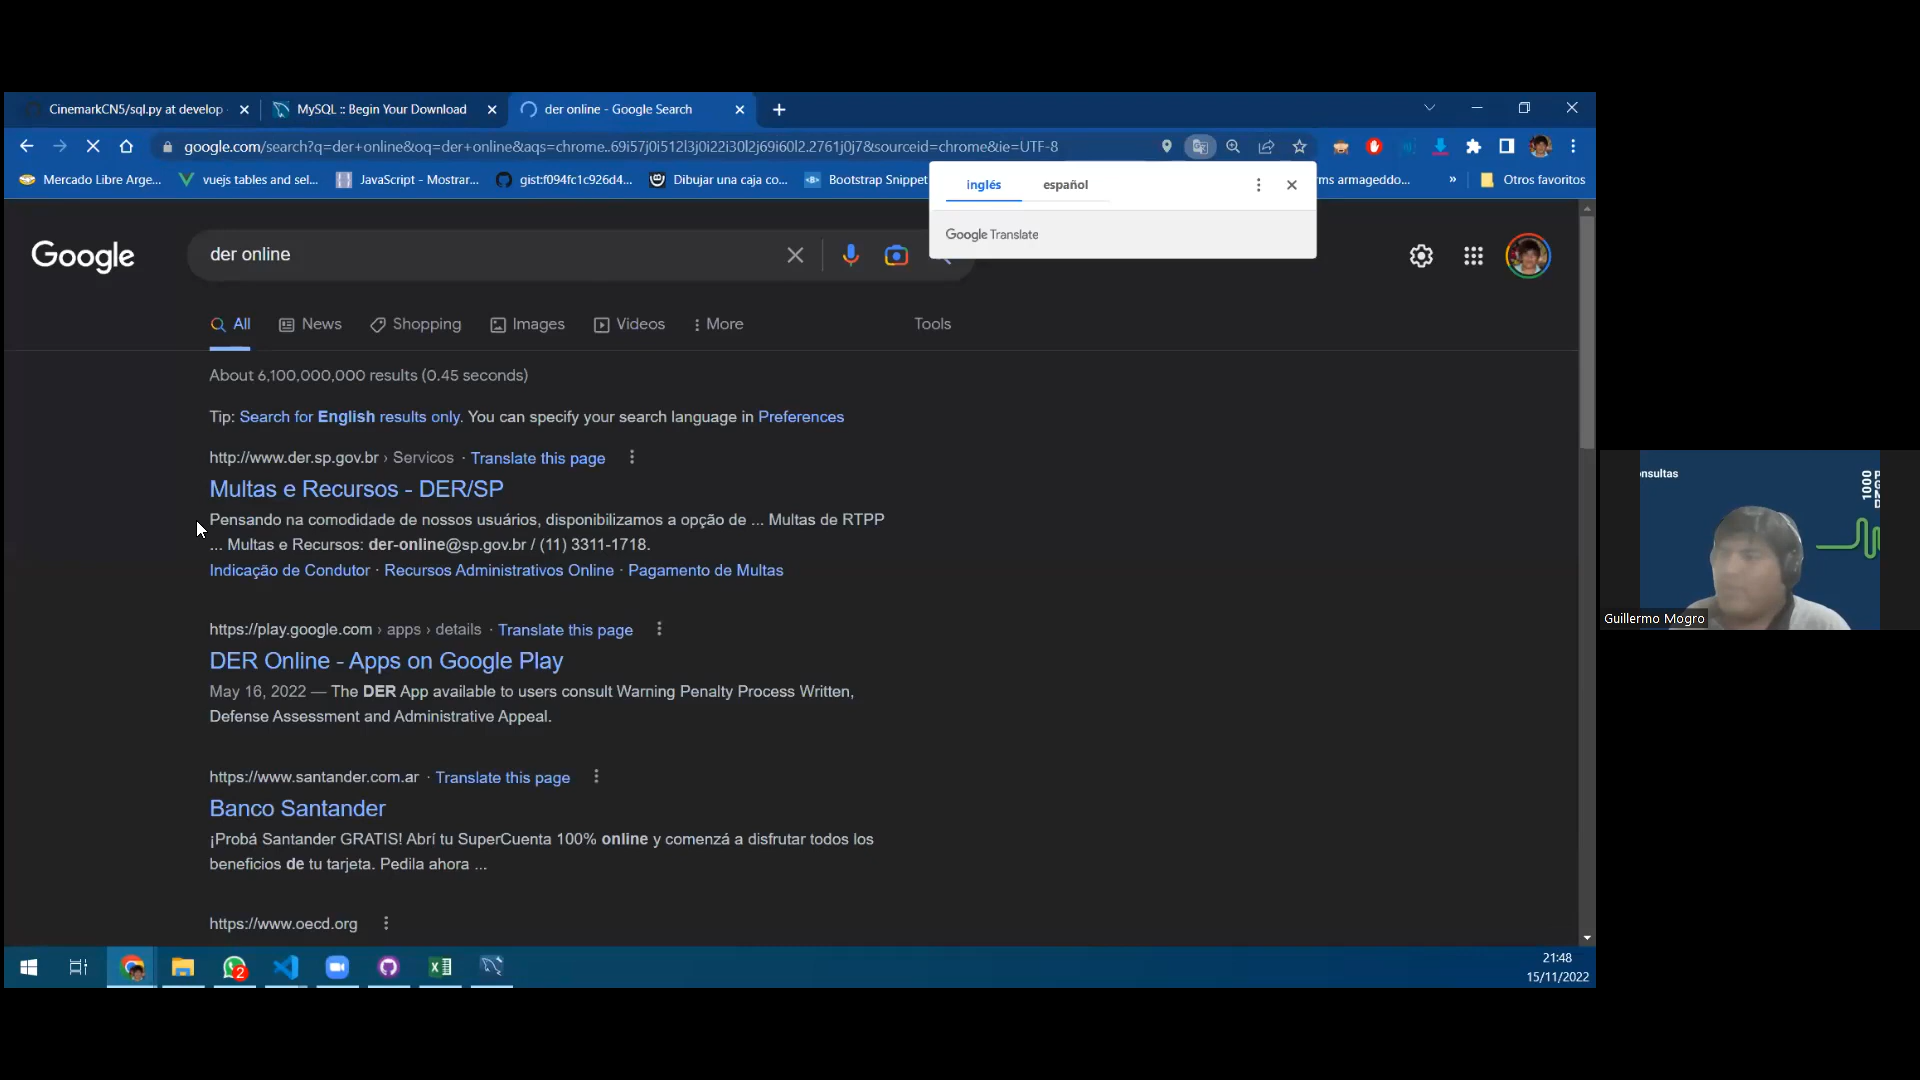 CinemarkCN5/sql.py at develop
MySQL :: Begin Your Download
der online - Google Search
google.com/search?q=der+online&oq=der+online&aqs=chrome..69i57j0i512l3j0i22i30l2j69i60l2.2761j0j7&sourceid=chrome&ie=UTF-8
Mercado Libre Arge...
vuejs tables and sel...
JavaScript - Mostrar...
gist:f094fc1c926d4...
Dibujar una caja co...
Bootstrap Snippet
rms armageddo...
»
Otros favoritos
inglés
español
Google Translate
Google
der online
All
News
Shopping
Images
Videos
More
Tools
About 6,100,000,000 results (0.45 seconds)
Tip: Search for English results only. You can specify your search language in Preferences
http://www.der.sp.gov.br › Servicos · Translate this page
Multas e Recursos - DER/SP
Pensando na comodidade de nossos usuários, disponibilizamos a opção de ... Multas de RTPP
... Multas e Recursos: der-online@sp.gov.br / (11) 3311-1718.
Indicação de Condutor · Recursos Administrativos Online · Pagamento de Multas
https://play.google.com › apps › details · Translate this page
DER Online - Apps on Google Play
May 16, 2022 — The DER App available to users consult Warning Penalty Process Written,
Defense Assessment and Administrative Appeal.
https://www.santander.com.ar · Translate this page
Banco Santander
¡Probá Santander GRATIS! Abrí tu SuperCuenta 100% online y comenzá a disfrutar todos los
beneficios de tu tarjeta. Pedila ahora ...
https://www.oecd.org
2
21:48
15/11/2022
nsultas
1000
Guillermo Mogro